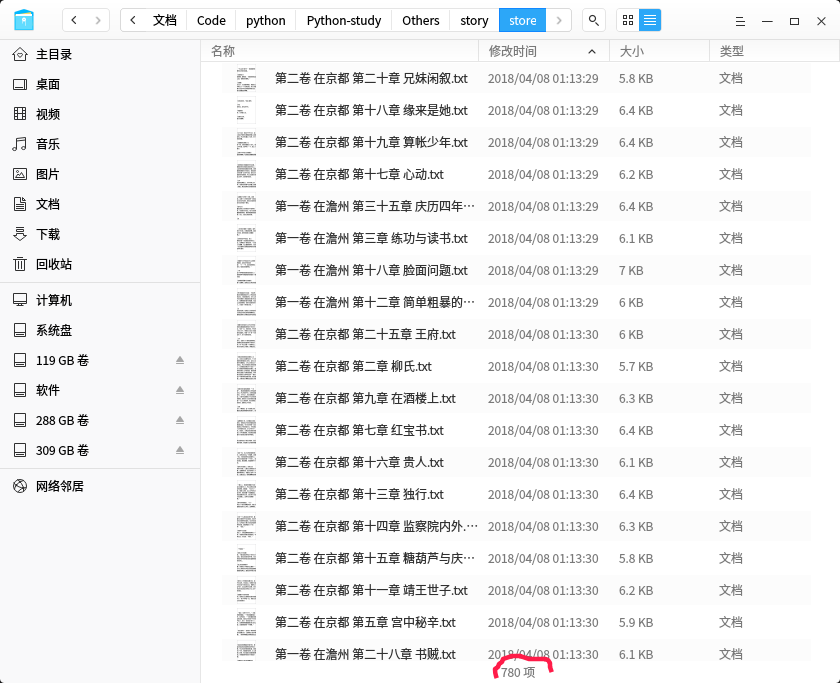 文档 Code python Python-study Others story store
名称 修改时间 大小 类型
主目录
桌面
视频
音乐
图片
文档
下载
回收站
计算机
系统盘
119 GB 卷
软件
288 GB 卷
309 GB 卷
网络邻居
第二卷 在京都 第二十章 兄妹闲叙.txt 2018/04/08 01:13:29 5.8 KB 文档
第二卷 在京都 第十八章 缘来是她.txt 2018/04/08 01:13:29 6.4 KB 文档
第二卷 在京都 第十九章 算帐少年.txt 2018/04/08 01:13:29 6.4 KB 文档
第二卷 在京都 第十七章 心动.txt 2018/04/08 01:13:29 6.2 KB 文档
第一卷 在澹州 第三十五章 庆历四年… 2018/04/08 01:13:29 6.4 KB 文档
第一卷 在澹州 第三章 练功与读书.txt 2018/04/08 01:13:29 6.1 KB 文档
第一卷 在澹州 第十八章 脸面问题.txt 2018/04/08 01:13:29 7 KB 文档
第一卷 在澹州 第十二章 简单粗暴的… 2018/04/08 01:13:29 6 KB 文档
第二卷 在京都 第二十五章 王府.txt 2018/04/08 01:13:30 6 KB 文档
第二卷 在京都 第二章 柳氏.txt 2018/04/08 01:13:30 5.7 KB 文档
第二卷 在京都 第九章 在酒楼上.txt 2018/04/08 01:13:30 6.3 KB 文档
第二卷 在京都 第七章 红宝书.txt 2018/04/08 01:13:30 6.4 KB 文档
第二卷 在京都 第十六章 贵人.txt 2018/04/08 01:13:30 6.1 KB 文档
第二卷 在京都 第十三章 独行.txt 2018/04/08 01:13:30 6.4 KB 文档
第二卷 在京都 第十四章 监察院内外.… 2018/04/08 01:13:30 6.3 KB 文档
第二卷 在京都 第十五章 糖葫芦与庆… 2018/04/08 01:13:30 5.8 KB 文档
第二卷 在京都 第十一章 靖王世子.txt 2018/04/08 01:13:30 6.2 KB 文档
第二卷 在京都 第五章 宫中秘辛.txt 2018/04/08 01:13:30 5.9 KB 文档
第一卷 在澹州 第二十八章 书贼.txt 2018/04/08 01:13:30 6.1 KB 文档
780 项